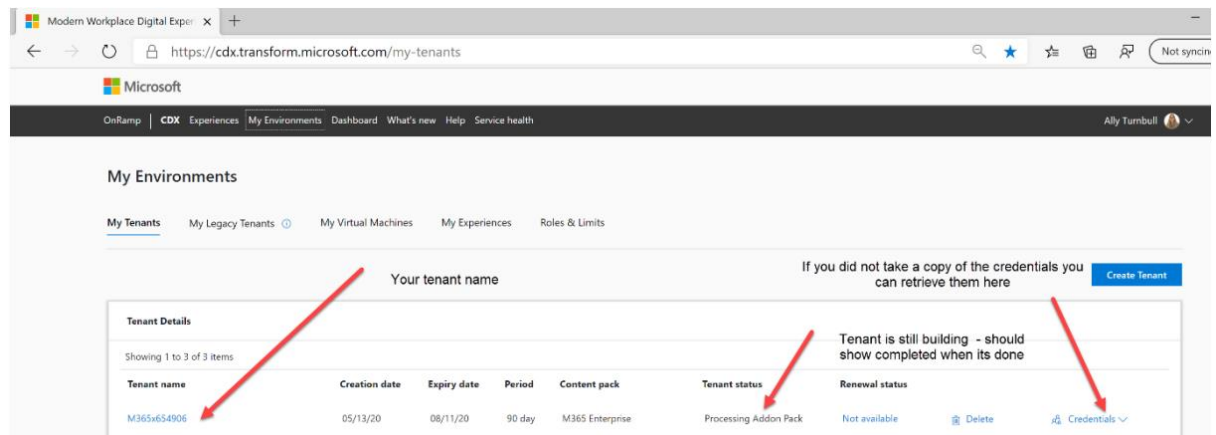 Modern Workplace Digital Exper
https://cdx.transform.microsoft.com/my-tenants
Not syncin
Microsoft
OnRamp | CDX Experiences My Environments Dashboard What's new Help Service health Ally Turnbull
My Environments
My Tenants My Legacy Tenants My Virtual Machines My Experiences Roles & Limits
If you did not take a copy of the credentials you
can retrieve them here
Your tenant name
Create Tenant
Tenant Details
Tenant is still building - should
show completed when its done
Showing 1 to 3 of 3 items
Tenant name Creation date Expiry date Period Content pack Tenant status Renewal status
M365x654906 05/13/20 08/11/20 90 day M365 Enterprise Processing Addon Pack Not available Delete Credentials